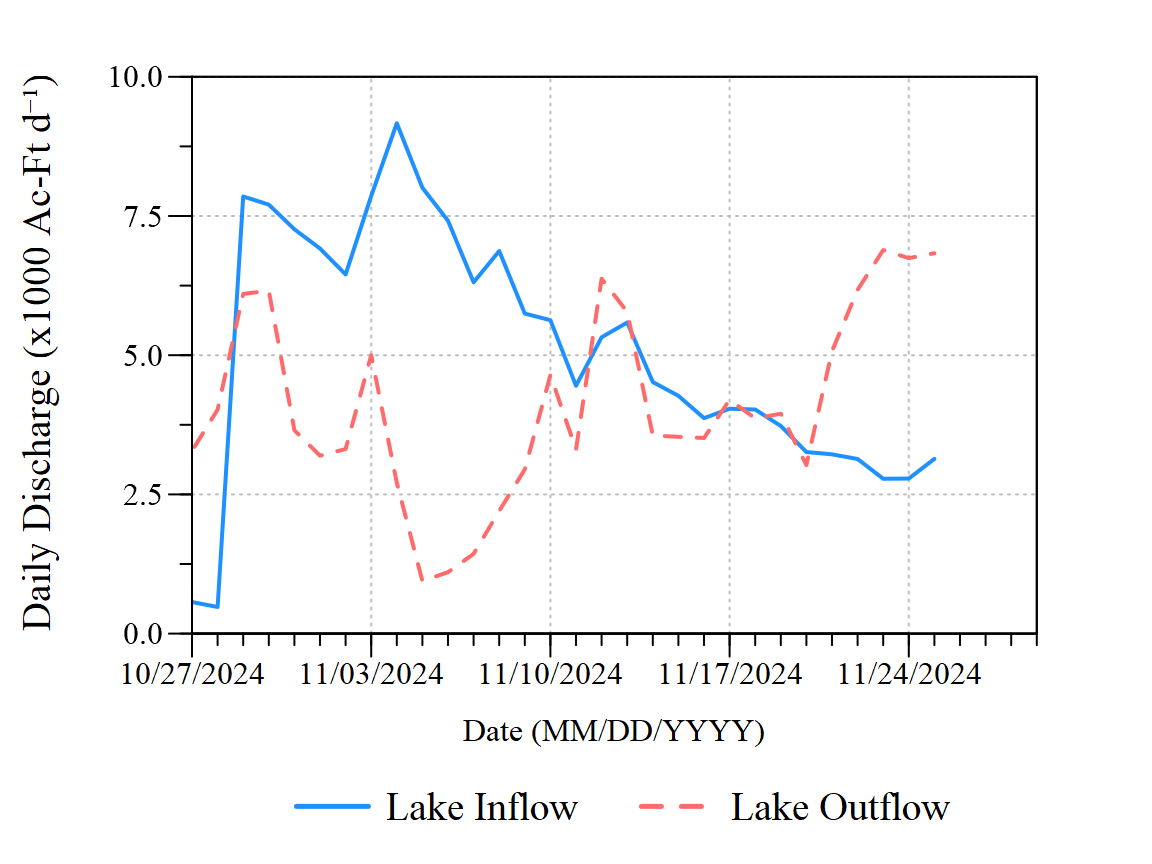 Daily Discharge (x1000 Ac-Ft d⁻¹)
10.0
7.5
5.0
2.5
0.0
10/27/2024 11/03/2024 11/10/2024 11/17/2024 11/24/2024
Date (MM/DD/YYYY)
Lake Inflow Lake Outflow